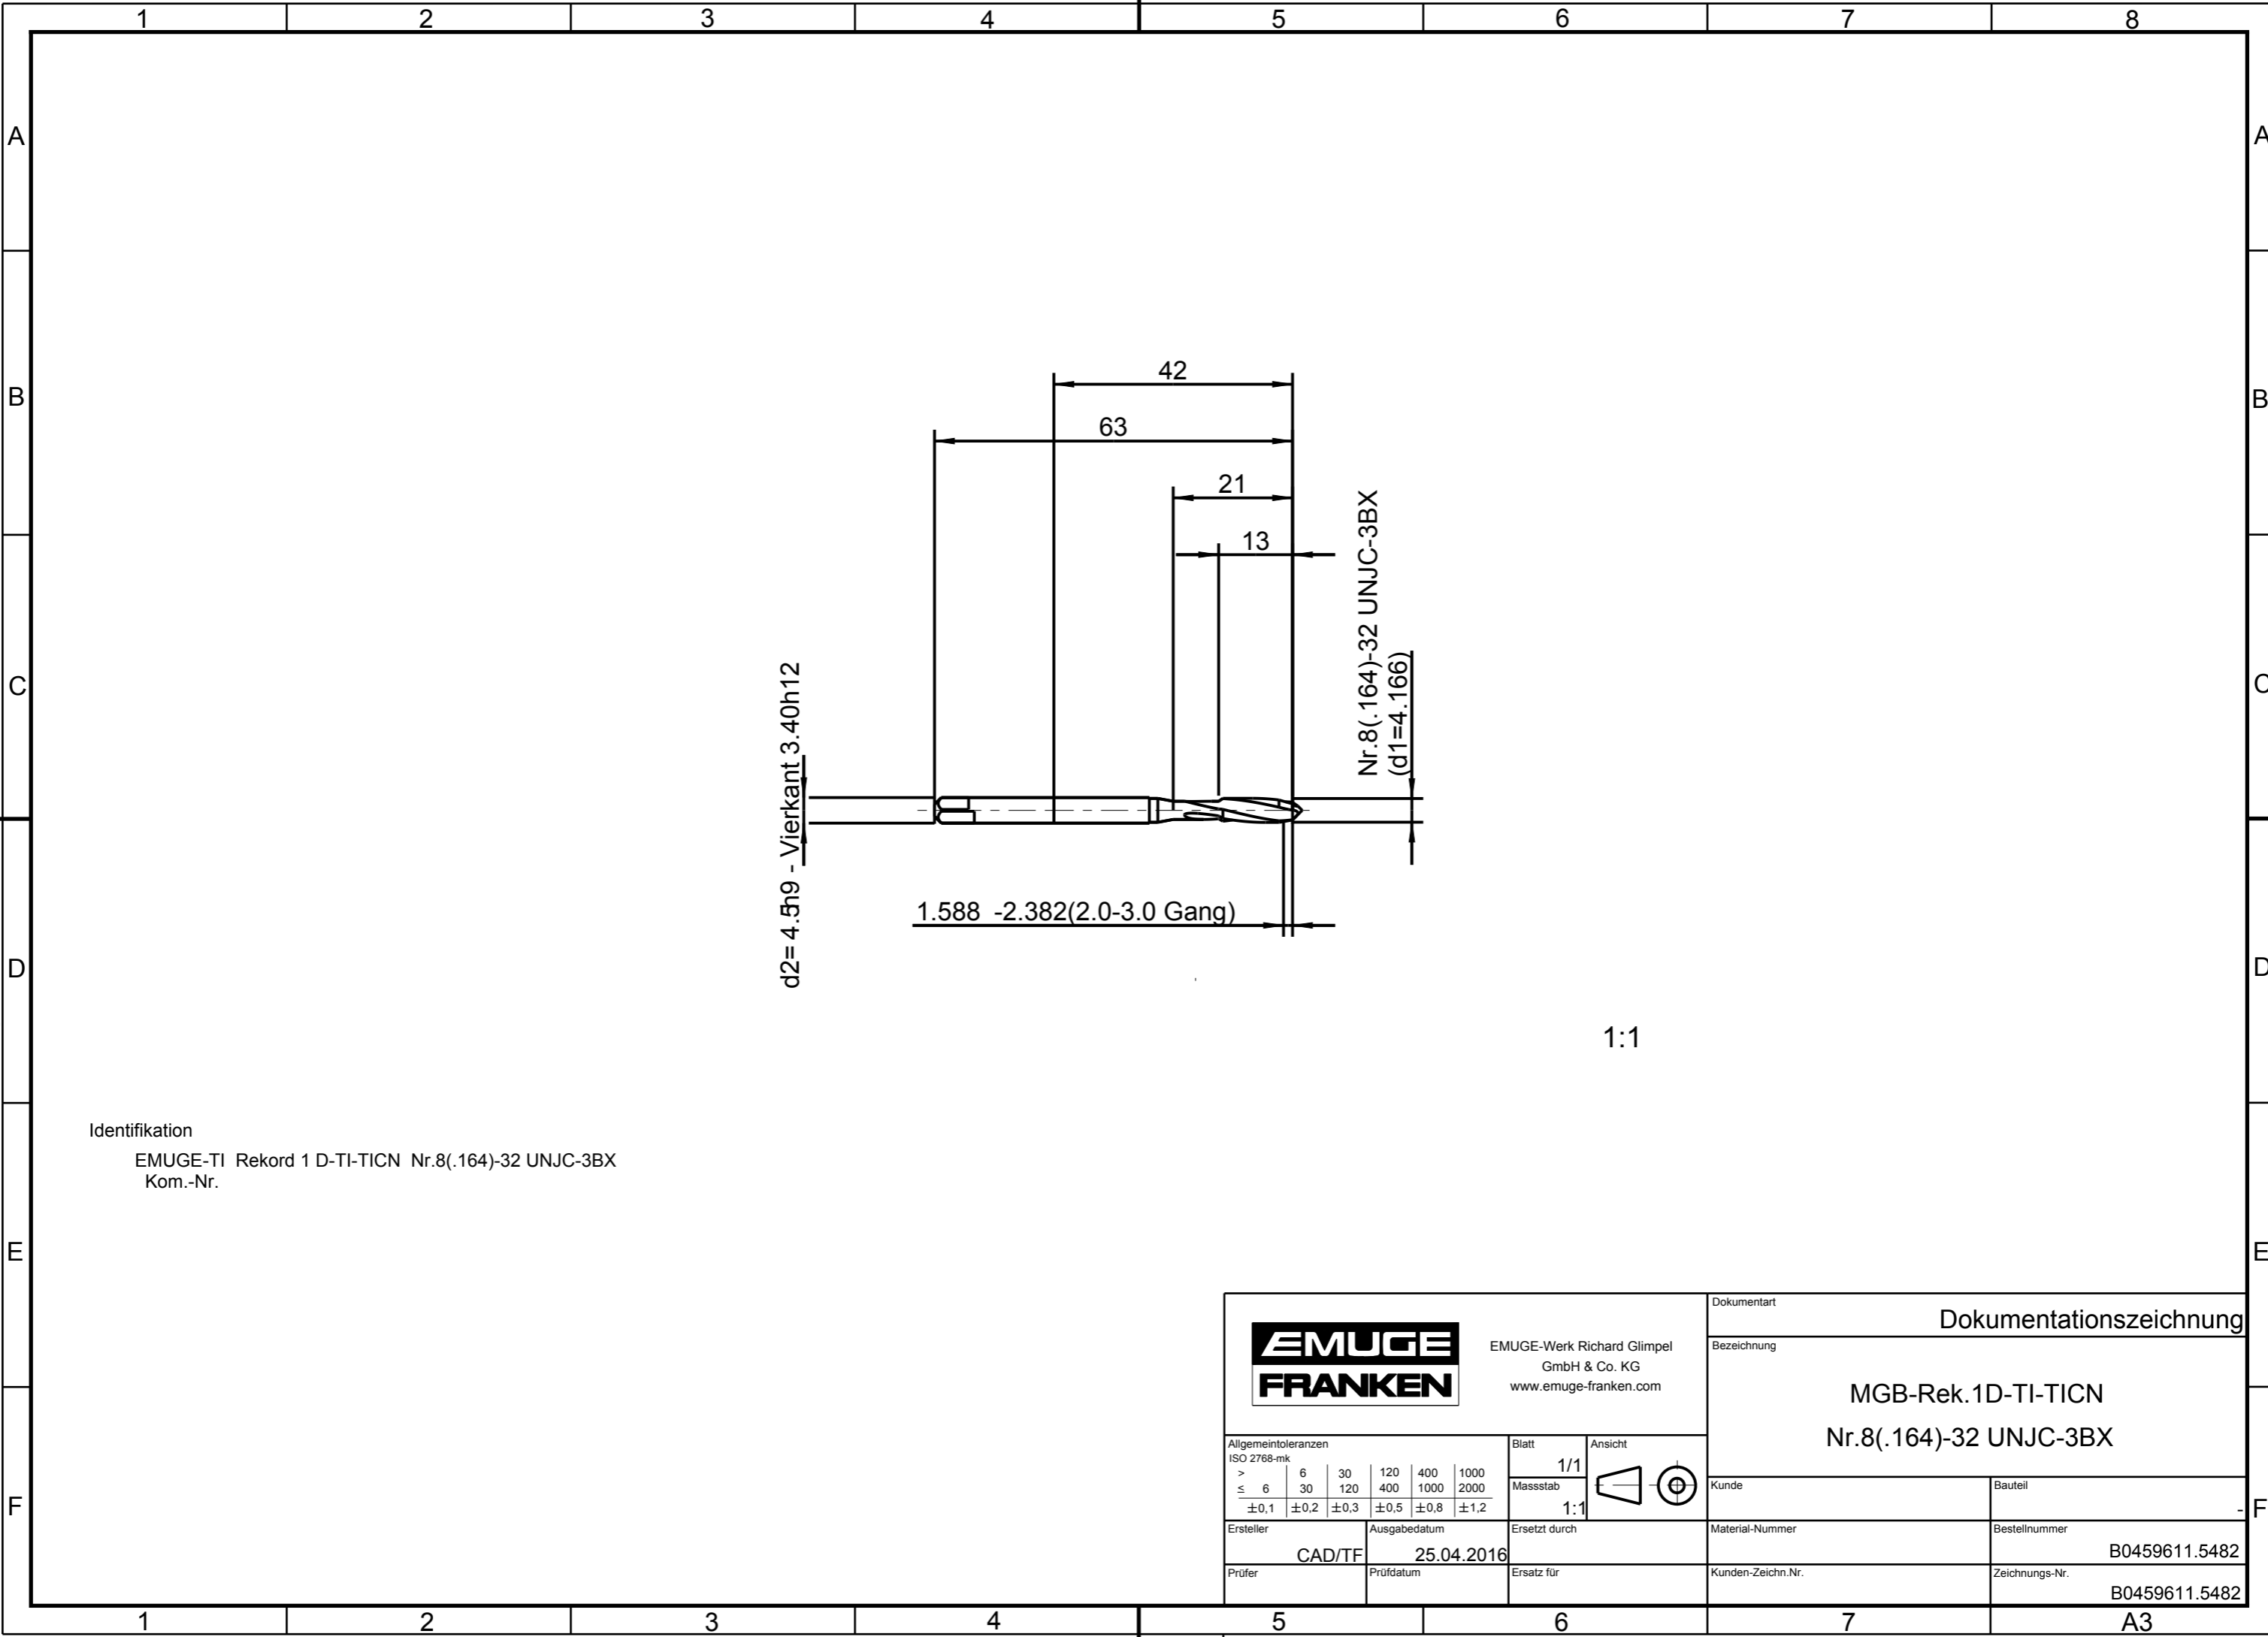 1 2 3 4 5 6 7 8
A A
B B
C C
D D
E E
F F
42
63
21
13
Nr.8(.164)-32 UNJC-3BX
(d1=4.166)
d2= 4.5h9 - Vierkant 3.40h12
1.588 -2.382(2.0-3.0 Gang)
1:1
Identifikation
EMUGE-TI Rekord 1 D-TI-TICN Nr.8(.164)-32 UNJC-3BX
Kom.-Nr.
EMUGE
FRANKEN
EMUGE-Werk Richard Glimpel
GmbH & Co. KG
www.emuge-franken.com
Dokumentart
Dokumentationszeichnung
Bezeichnung
MGB-Rek.1D-TI-TICN
Nr.8(.164)-32 UNJC-3BX
Allgemeintoleranzen
ISO 2768-mk
> 6 30 120 400 1000
≤ 6 30 120 400 1000 2000
±0,1 ±0,2 ±0,3 ±0,5 ±0,8 ±1,2
Blatt
1/1
Ansicht
Massstab
1:1
Kunde
Bauteil
-
Ersteller
CAD/TF
Ausgabedatum
25.04.2016
Ersetzt durch
Material-Nummer
Bestellnummer
B0459611.5482
Prüfer
Prüfdatum
Ersatz für
Kunden-Zeichn.Nr.
Zeichnungs-Nr.
B0459611.5482
1 2 3 4 5 6 7 A3